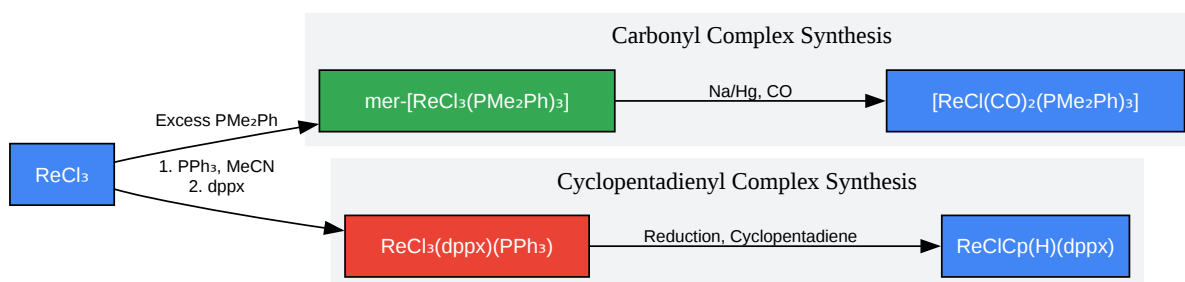 Carbonyl Complex Synthesis
mer-[ReCl₃(PMe₂Ph)₃]
Na/Hg, CO
[ReCl(CO)₂(PMe₂Ph)₃]
Excess PMe₂Ph
ReCl₃
1. PPh₃, MeCN
2. dppx
Cyclopentadienyl Complex Synthesis
ReCl₃(dppx)(PPh₃)
Reduction, Cyclopentadiene
ReClCp(H)(dppx)